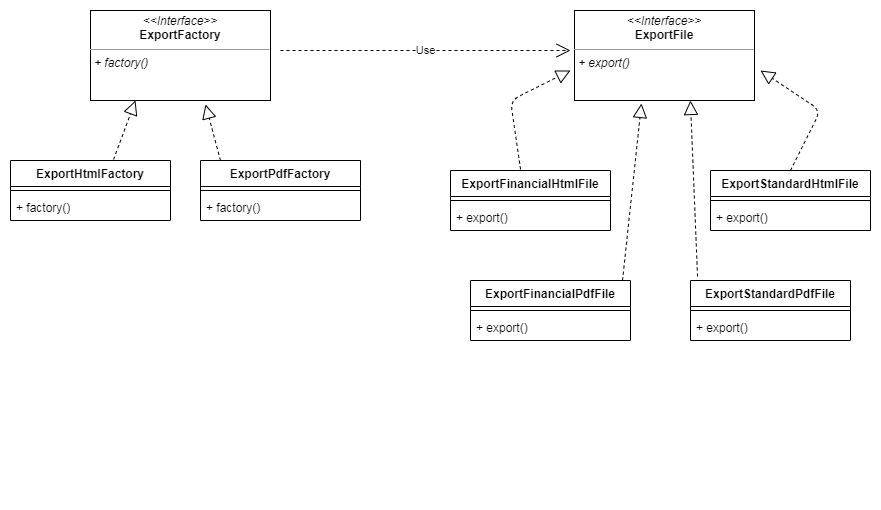 <<Interface>>
ExportFactory
+ factory()
Use
<<Interface>>
ExportFile
+ export()
ExportHtmlFactory
+ factory()
ExportPdfFactory
+ factory()
ExportFinancialHtmlFile
+ export()
ExportStandardHtmlFile
+ export()
ExportFinancialPdfFile
+ export()
ExportStandardPdfFile
+ export()